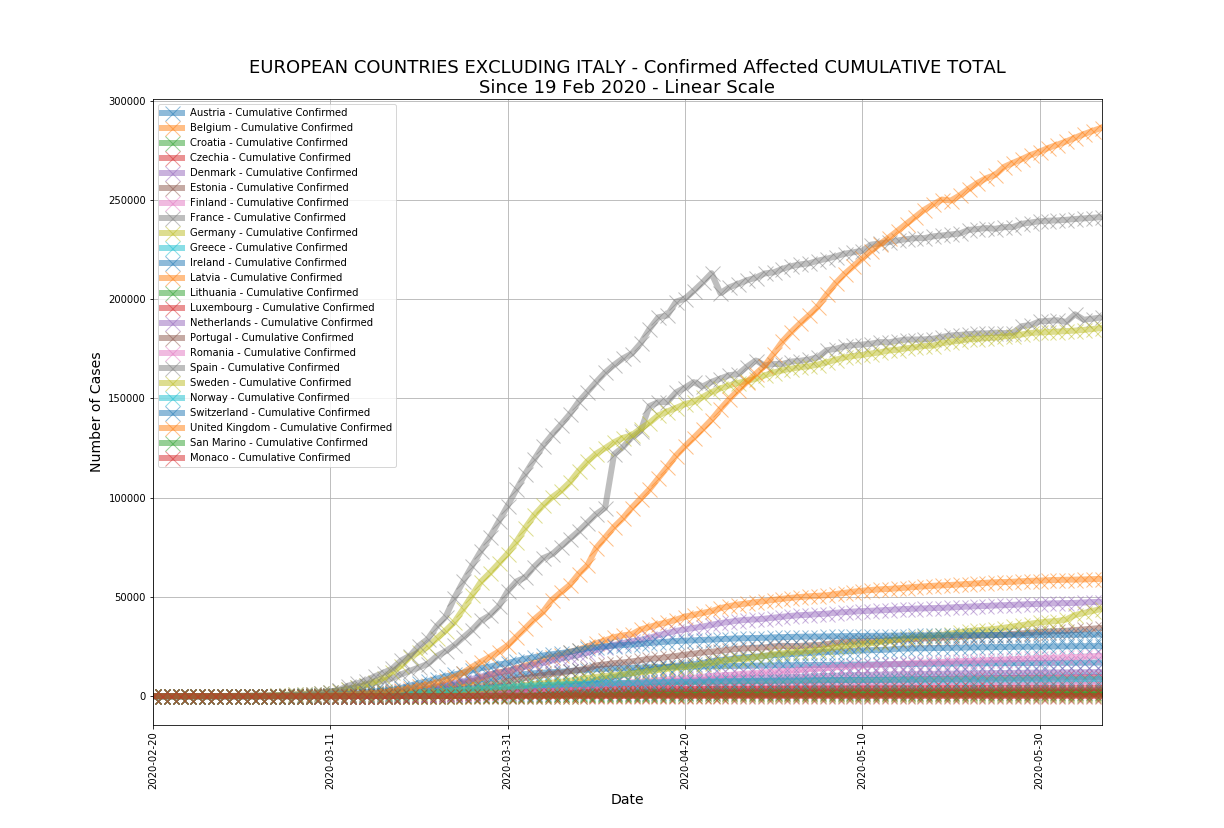 EUROPEAN COUNTRIES EXCLUDING ITALY - Confirmed Affected CUMULATIVE TOTAL
Since 19 Feb 2020 - Linear Scale
300000
250000
200000
150000
100000
50000
0
Number of Cases
Austria - Cumulative Confirmed
Belgium - Cumulative Confirmed
Croatia - Cumulative Confirmed
Czechia - Cumulative Confirmed
Denmark - Cumulative Confirmed
Estonia - Cumulative Confirmed
Finland - Cumulative Confirmed
France - Cumulative Confirmed
Germany - Cumulative Confirmed
Greece - Cumulative Confirmed
Ireland - Cumulative Confirmed
Latvia - Cumulative Confirmed
Lithuania - Cumulative Confirmed
Luxembourg - Cumulative Confirmed
Netherlands - Cumulative Confirmed
Portugal - Cumulative Confirmed
Romania - Cumulative Confirmed
Spain - Cumulative Confirmed
Sweden - Cumulative Confirmed
Norway - Cumulative Confirmed
Switzerland - Cumulative Confirmed
United Kingdom - Cumulative Confirmed
San Marino - Cumulative Confirmed
Monaco - Cumulative Confirmed
2020-02-20
2020-03-11
2020-03-31
2020-04-20
2020-05-10
2020-05-30
Date